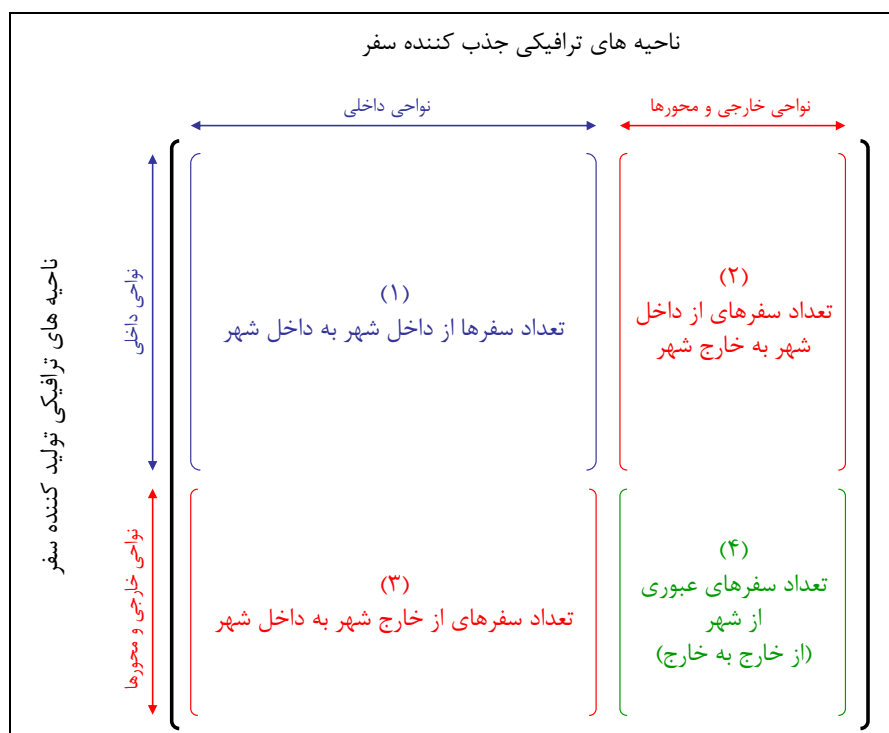 ناحیه های ترافیکی جذب کننده سفر
نواحی خارجی و محورها
نواحی داخلی
ناحیه های ترافیکی تولید کننده سفر
نواحی داخلی
(۲)
تعداد سفرهای از داخل
شهر به خارج شهر
(۱)
تعداد سفرها از داخل شهر به داخل شهر
نواحی خارجی و محورها
(۴)
تعداد سفرهای عبوری
از شهر
(از خارج به خارج)
(۳)
تعداد سفرهای از خارج شهر به داخل شهر